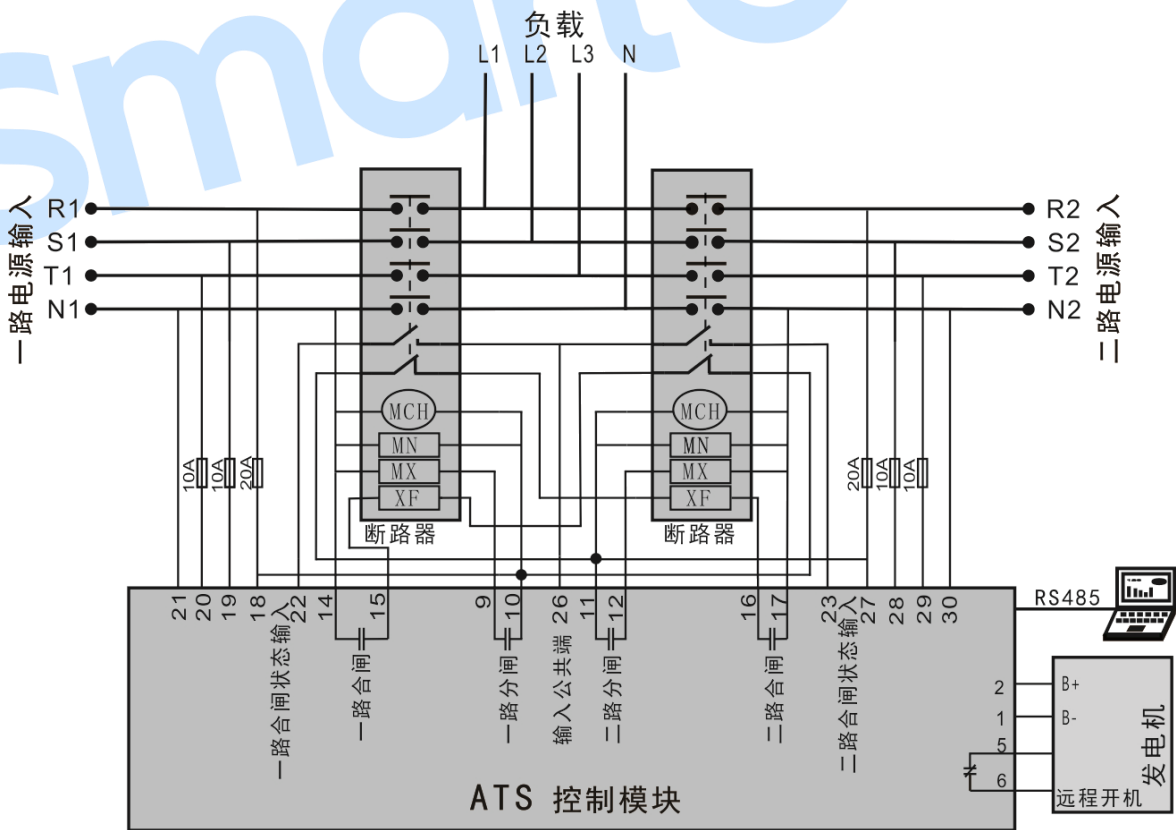 smart
负载
L1 L2 L3 N
一路电源输入
R1
S1
T1
N1
二路电源输入
R2
S2
T2
N2
MCH
MN
MX
XF
断路器
MCH
MN
MX
XF
断路器
10A 10A 20A
20A 10A 10A
21 20 19 18 22 14 15 9 10 26 11 12 16 17 23 27 28 29 30
一路合闸状态输入
一路合闸
一路分闸
输入公共端
二路分闸
二路合闸
二路合闸状态输入
RS485
2 B+
1 B-
5
6
远程开机
发电机
ATS 控制模块